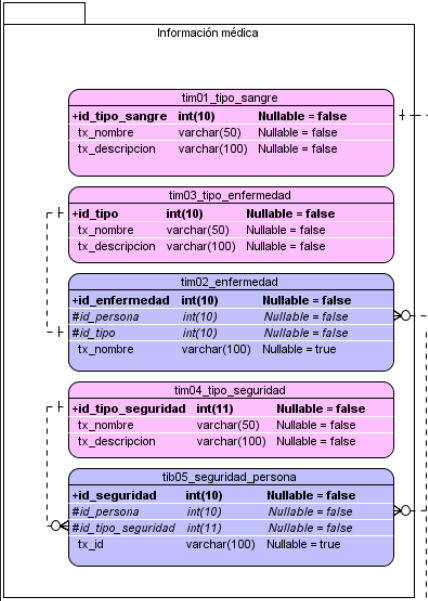 Información médica
tim01_tipo_sangre
+id_tipo_sangre int(10) Nullable = false
tx_nombre varchar(50) Nullable = false
tx_descripcion varchar(100) Nullable = false
tim03_tipo_enfermedad
+id_tipo int(10) Nullable = false
tx_nombre varchar(50) Nullable = false
tx_descripcion varchar(100) Nullable = false
tim02_enfermedad
+id_enfermedad int(10) Nullable = false
#id_persona int(10) Nullable = false
#id_tipo int(10) Nullable = false
tx_nombre varchar(100) Nullable = true
tim04_tipo_seguridad
+id_tipo_seguridad int(11) Nullable = false
tx_nombre varchar(50) Nullable = false
tx_descripcion varchar(100) Nullable = false
tib05_seguridad_persona
+id_seguridad int(10) Nullable = false
#id_persona int(10) Nullable = false
#id_tipo_seguridad int(11) Nullable = false
tx_id varchar(100) Nullable = true